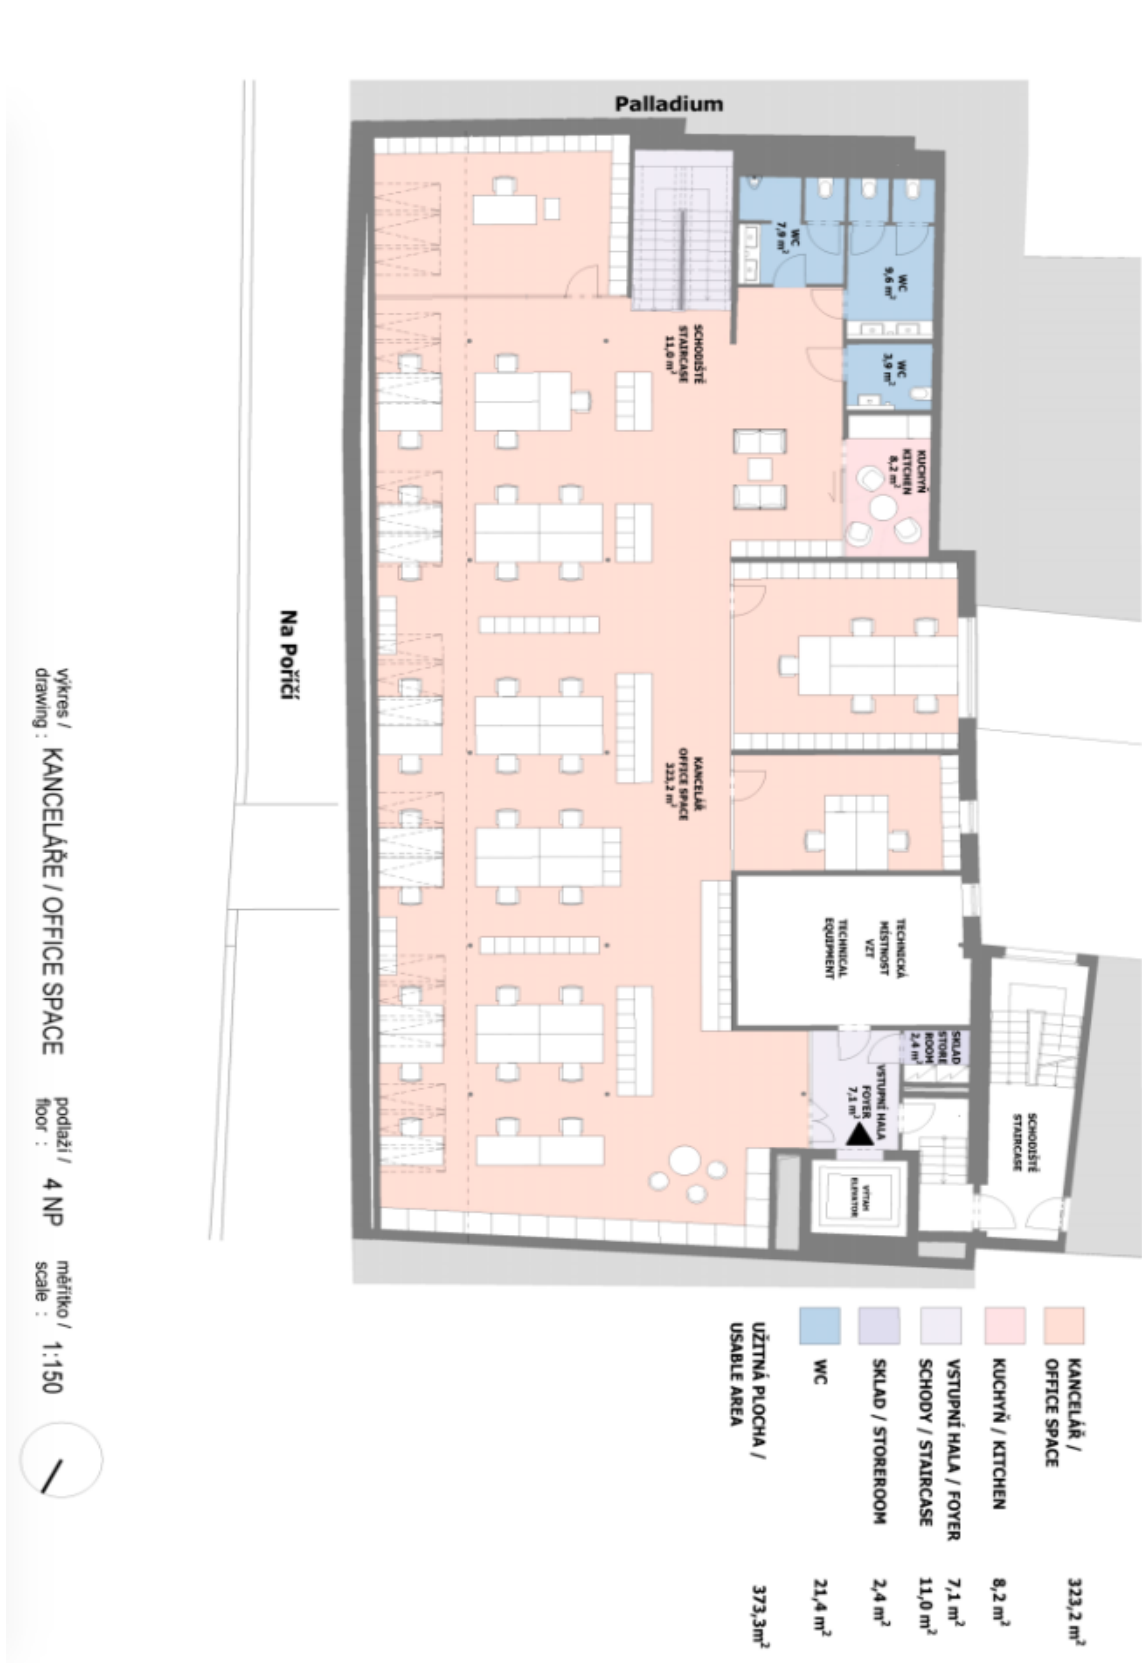 Palladium
WC
7,9 m²
WC
9,6 m²
WC
3,9 m²
SCHODIŠTĚ
STAIRCASE
11,0 m²
KUCHYŇ
KITCHEN
8,2 m²
Na Poříčí
KANCELÁŘ
OFFICE SPACE
323,2 m²
TECHNICKÁ
MÍSTNOST
VZT
TECHNICAL
EQUIPMENT
SKLAD
STORE
ROOM
2,4 m²
VSTUPNÍ HALA
FOYER
7,1 m²
SCHODIŠTĚ
STAIRCASE
VÝTAH
ELEVATOR
KANCELÁŘ /
OFFICE SPACE
323,2 m²
KUCHYŇ / KITCHEN
8,2 m²
VSTUPNÍ HALA / FOYER
7,1 m²
SCHODY / STAIRCASE
11,0 m²
SKLAD / STOREROOM
2,4 m²
WC
21,4 m²
UŽITNÁ PLOCHA /
USABLE AREA
373,3m²
výkres /
drawing : KANCELÁŘE / OFFICE SPACE
podlaží /
floor : 4 NP
měřítko /
scale : 1:150